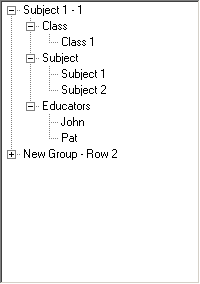 Subject 1 - 1
Class
Class 1
Subject
Subject 1
Subject 2
Educators
John
Pat
New Group - Row 2